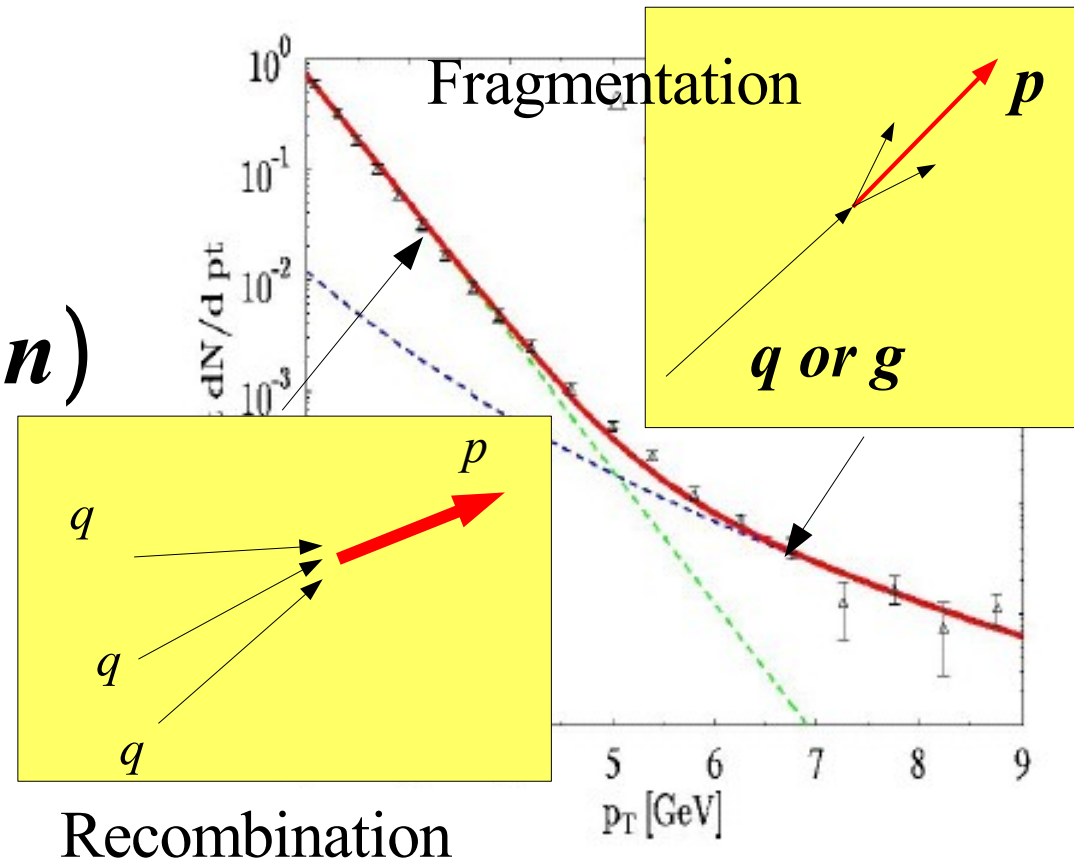 Fragmentation
10^0
10^-1
10^-2
10^-3
dN/d pt
n)
p
q or g
p
q
q
q
5 6 7 8 9
p_T [GeV]
Recombination